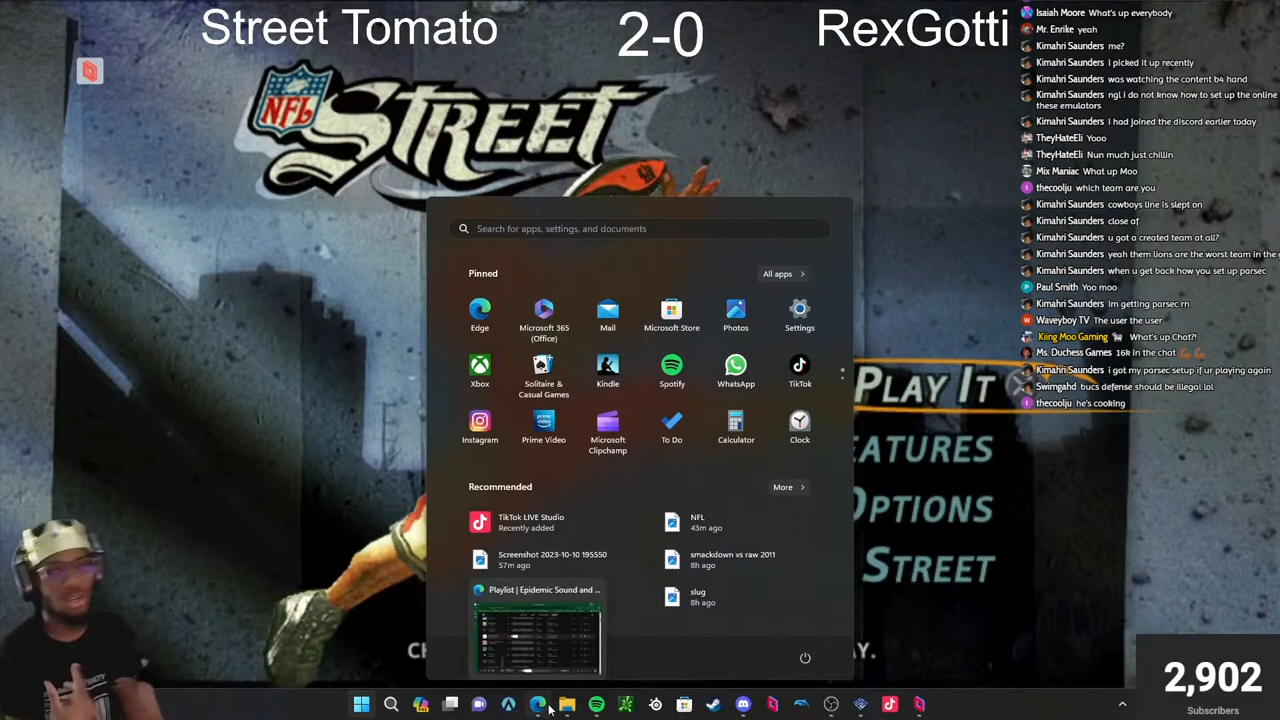 Street Tomato
2-0
RexGotti
NFL
STREET
Isaiah Moore What's up everybody
Mr. Enrike yeah
Kimahri Saunders me?
Kimahri Saunders i picked it up recently
Kimahri Saunders was watching the content b4 hand
Kimahri Saunders ngl i do not know how to set up the online
these emulators
Kimahri Saunders I had joined the discord earlier today
TheyHateEli Yooo
TheyHateEli Nun much just chillin
Mix Maniac What up Moo
thecoolju which team are you
Kimahri Saunders cowboys line is slept on
Kimahri Saunders close af
Kimahri Saunders u got a created team at all?
Kimahri Saunders yeah them lions are the worst team in the g
Kimahri Saunders when u get back how you set up parsec
Paul Smith Yoo moo
Kimahri Saunders im getting parsec rn
Waveyboy TV The user the user
Kiing Moo Gaming What's up Chat?!
Ms. Duchess Games 16k in the chat
Kimahri Saunders i got my parsec setup if ur playing again
Swimgahd bucs defense should be illegal lol
thecoolju he's cooking
Search for apps, settings, and documents
Pinned
All apps
Edge
Microsoft 365
(Office)
Mail
Microsoft Store
Photos
Settings
Xbox
Solitaire &
Casual Games
Kindle
Spotify
WhatsApp
TikTok
Instagram
Prime Video
Microsoft
Clipchamp
To Do
Calculator
Clock
Recommended
More
TikTok LIVE Studio
Recently added
NFL
43m ago
Screenshot 2023-10-10 195550
57m ago
smackdown vs raw 2011
8h ago
Playlist | Epidemic Sound and ...
slug
8h ago
PLAY IT
EATURES
OPTIONS
STREET
CH
AY.
2,902
Subscribers